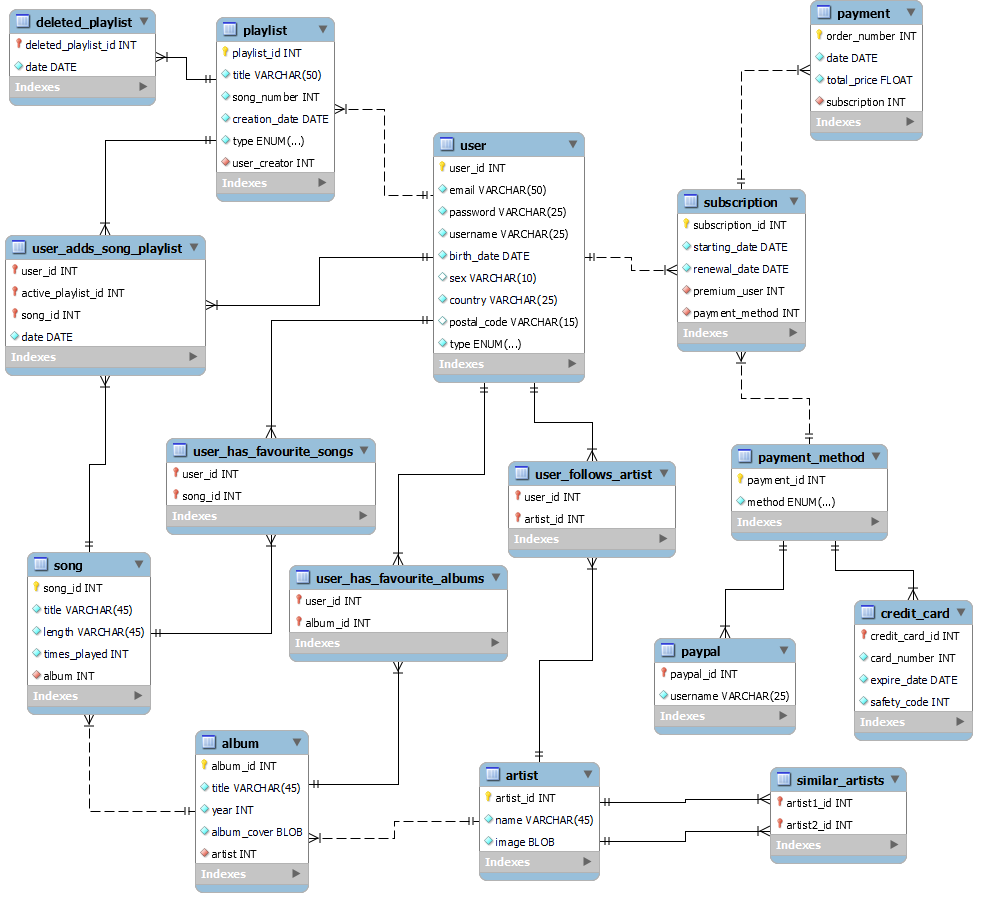 deleted_playlist
deleted_playlist_id INT
date DATE
Indexes
playlist
playlist_id INT
title VARCHAR(50)
song_number INT
creation_date DATE
type ENUM(...)
user_creator INT
Indexes
payment
order_number INT
date DATE
total_price FLOAT
subscription INT
Indexes
user
user_id INT
email VARCHAR(50)
password VARCHAR(25)
username VARCHAR(25)
birth_date DATE
sex VARCHAR(10)
country VARCHAR(25)
postal_code VARCHAR(15)
type ENUM(...)
Indexes
subscription
subscription_id INT
starting_date DATE
renewal_date DATE
premium_user INT
payment_method INT
Indexes
user_adds_song_playlist
user_id INT
active_playlist_id INT
song_id INT
date DATE
Indexes
user_has_favourite_songs
user_id INT
song_id INT
Indexes
user_follows_artist
user_id INT
artist_id INT
Indexes
payment_method
payment_id INT
method ENUM(...)
Indexes
song
song_id INT
title VARCHAR(45)
length VARCHAR(45)
times_played INT
album INT
Indexes
user_has_favourite_albums
user_id INT
album_id INT
Indexes
paypal
paypal_id INT
username VARCHAR(25)
Indexes
credit_card
credit_card_id INT
card_number INT
expire_date DATE
safety_code INT
Indexes
album
album_id INT
title VARCHAR(45)
year INT
album_cover BLOB
artist INT
Indexes
artist
artist_id INT
name VARCHAR(45)
image BLOB
Indexes
similar_artists
artist1_id INT
artist2_id INT
Indexes